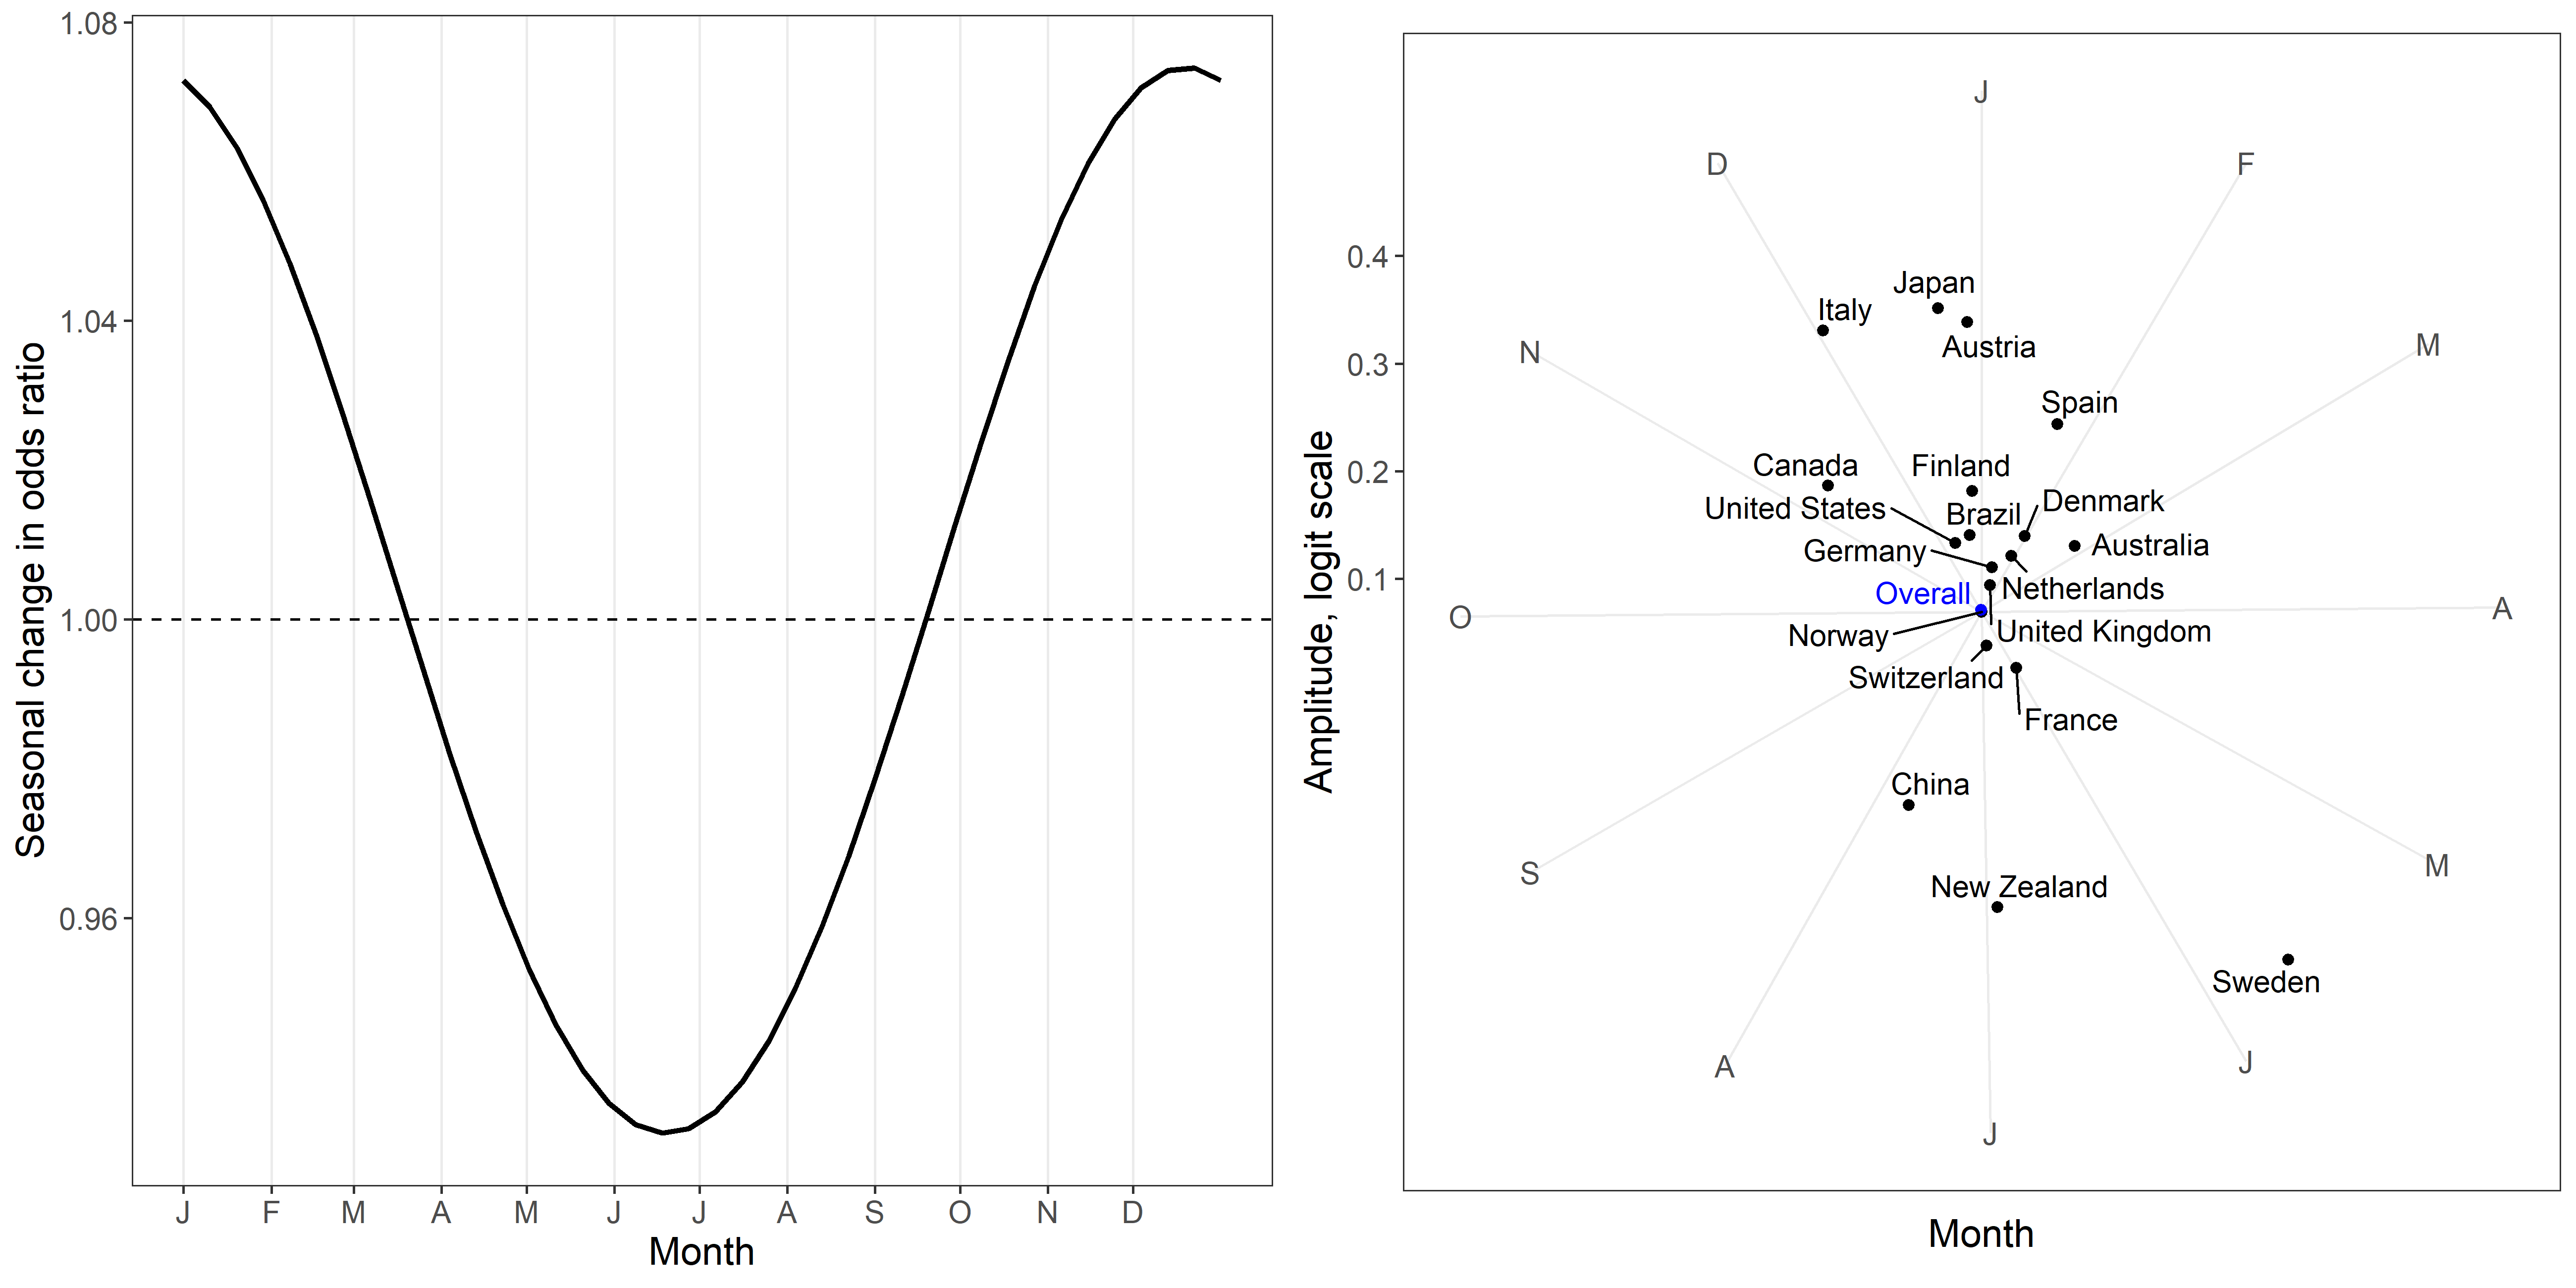 Seasonal change in odds ratio
1.08
1.04
1.00
0.96
J F M A M J J A S O N D
Month
Amplitude, logit scale
0.4
0.3
0.2
0.1
J
D
F
N
M
O
A
S
M
A
J
J
Japan
Italy
Austria
Spain
Canada
Finland
United States
Brazil
Denmark
Germany
Australia
Overall
Netherlands
Norway
United Kingdom
Switzerland
France
China
New Zealand
Sweden
Month